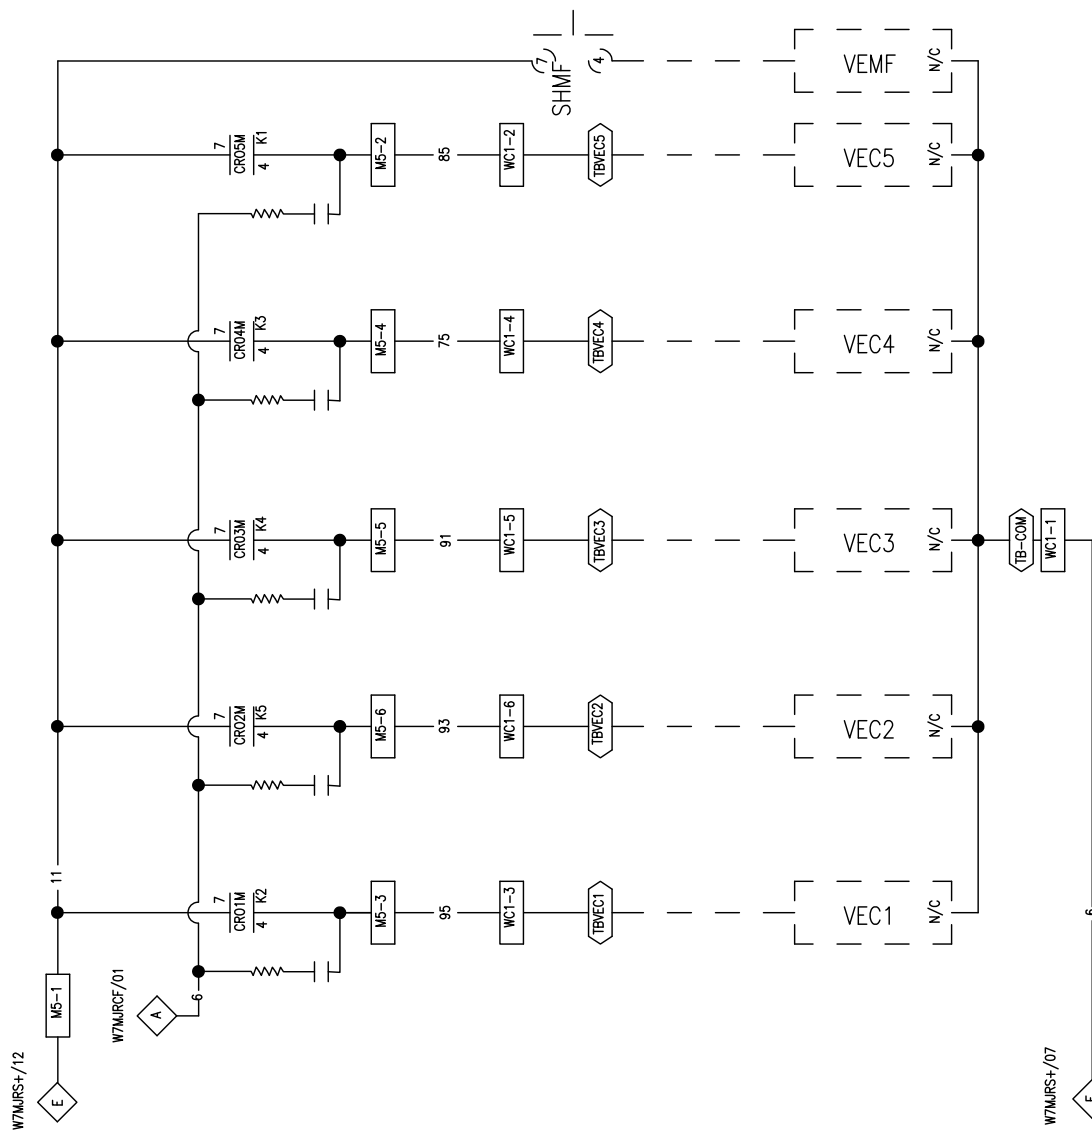 W7MJRS+/12
E
M5-1
11
W7MJRCF/01
A
6
7
SHMF
4
VEMF
N/C
7
CR05M
4
K1
M5-2
85
WC1-2
TBVEC5
VEC5
N/C
7
CR04M
4
K3
M5-4
75
WC1-4
TBVEC4
VEC4
N/C
7
CR03M
4
K4
M5-5
91
WC1-5
TBVEC3
VEC3
N/C
7
CR02M
4
K5
M5-6
93
WC1-6
TBVEC2
VEC2
N/C
7
CR01M
4
K2
M5-3
95
WC1-3
TBVEC1
VEC1
N/C
TB-COM
WC1-1
W7MJRS+/07